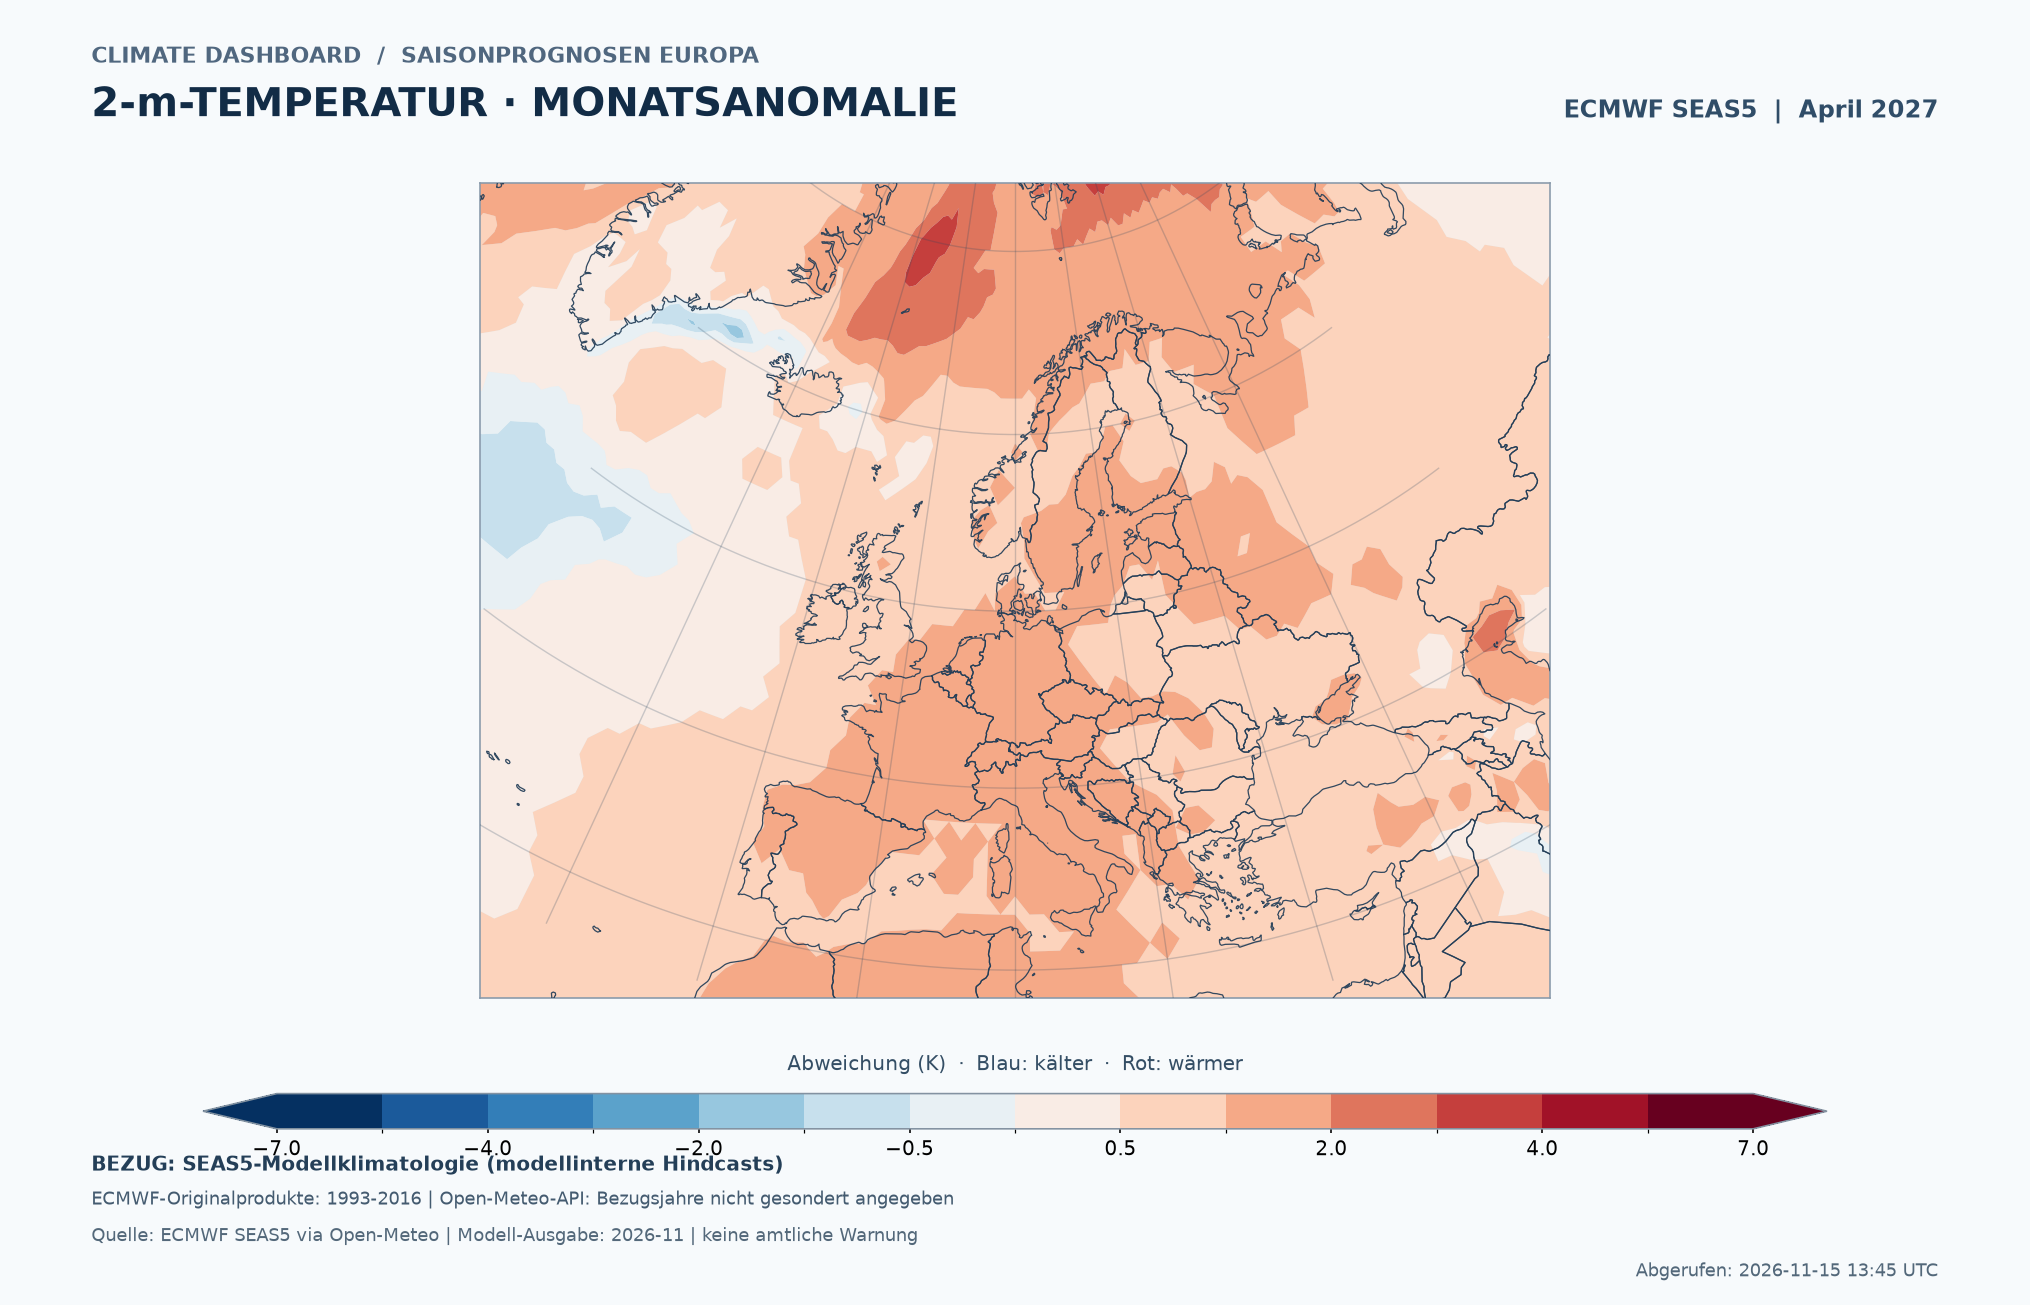 CLIMATE DASHBOARD / SAISONPROGNOSEN EUROPA
2-m-TEMPERATUR · MONATSANOMALIE
ECMWF SEAS5 | April 2027
Abweichung (K) · Blau: kälter · Rot: wärmer
−7.0 −4.0 −2.0 −0.5 0.5 2.0 4.0 7.0
BEZUG: SEAS5-Modellklimatologie (modellinterne Hindcasts)
ECMWF-Originalprodukte: 1993-2016 | Open-Meteo-API: Bezugsjahre nicht gesondert angegeben
Quelle: ECMWF SEAS5 via Open-Meteo | Modell-Ausgabe: 2026-11 | keine amtliche Warnung
Abgerufen: 2026-11-15 13:45 UTC